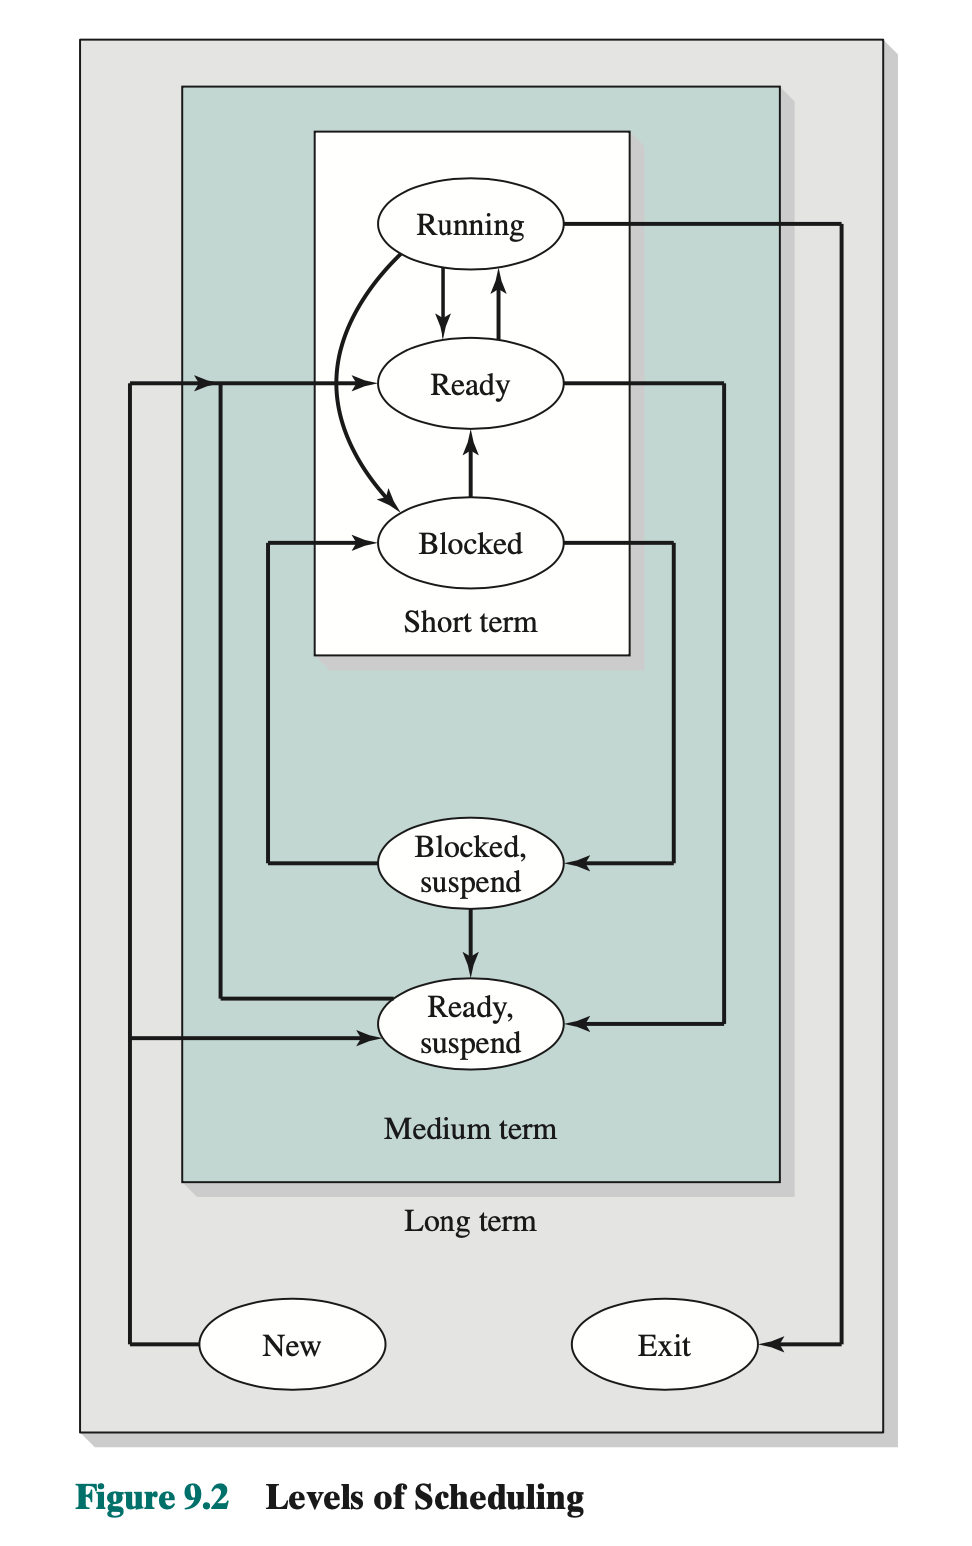 Running
Ready
Blocked
Short term
Blocked,
suspend
Ready,
suspend
Medium term
Long term
New
Exit
Figure 9.2 Levels of Scheduling